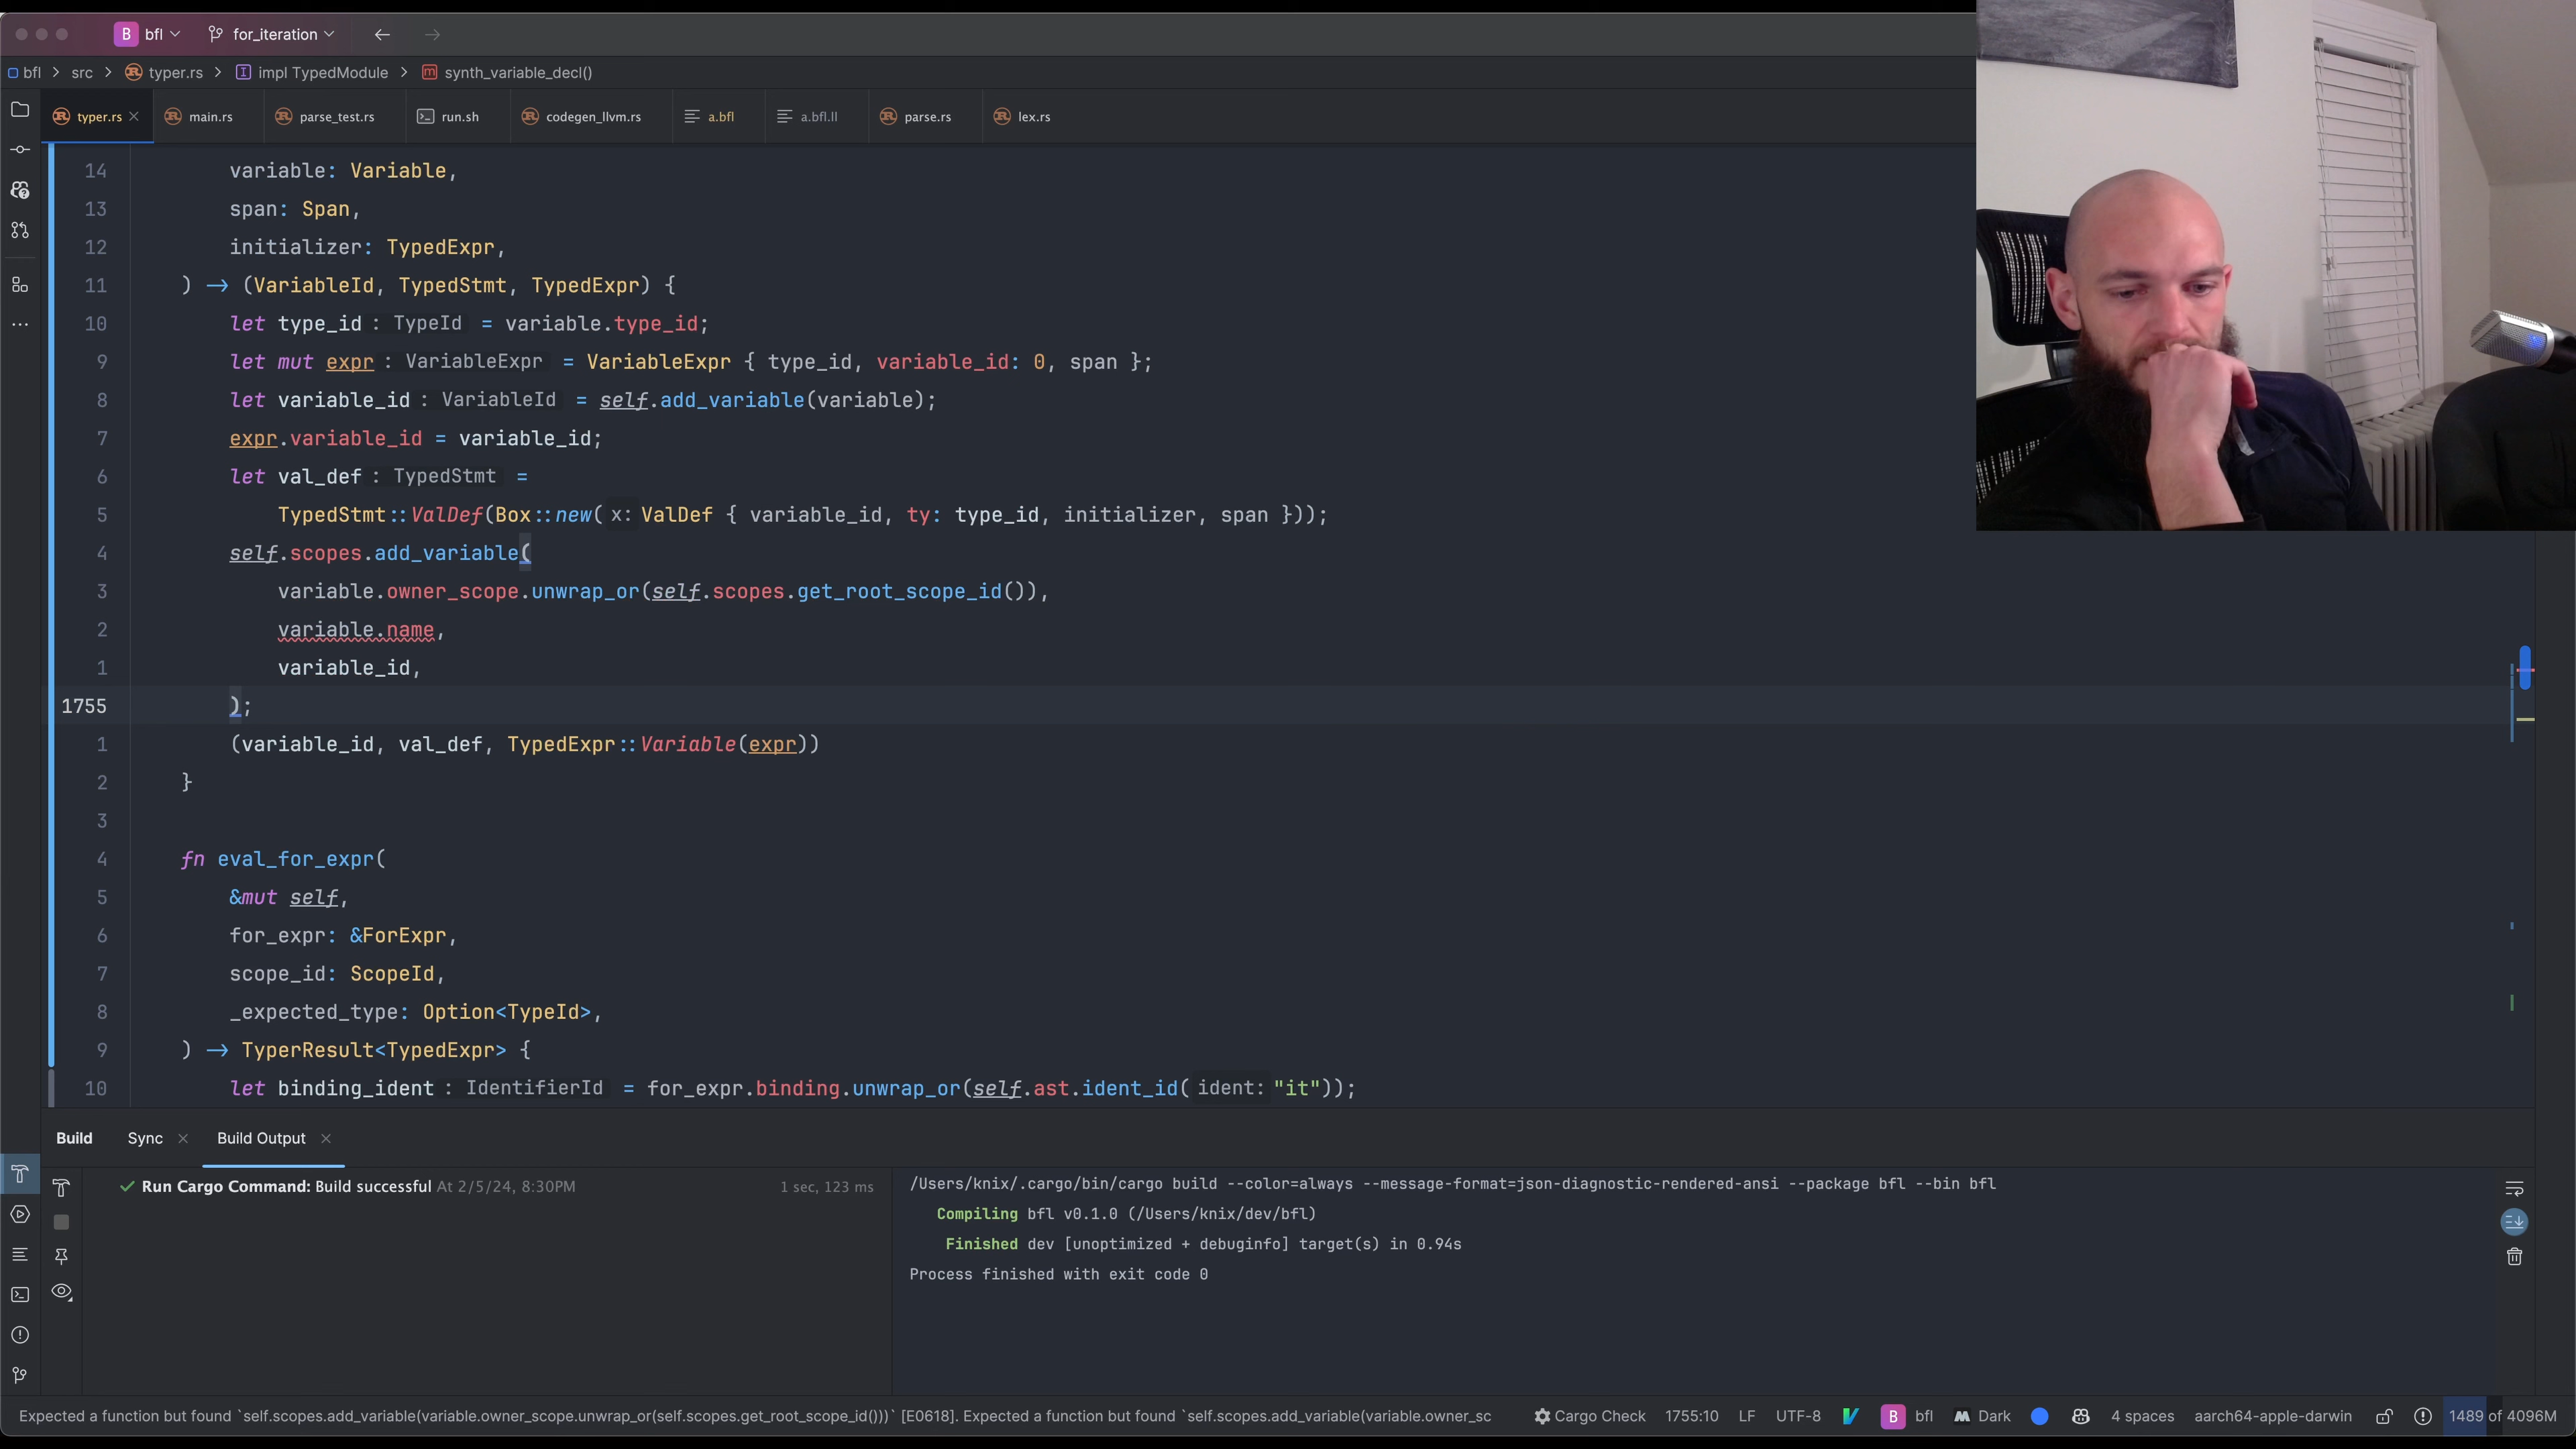 B bfl for_iteration
bfl src typer.rs impl TypedModule synth_variable_decl()
typer.rs main.rs parse_test.rs run.sh codegen_llvm.rs a.bfl a.bfl.ll parse.rs lex.rs
14 variable: Variable,
13 span: Span,
12 initializer: TypedExpr,
11 ) -> (VariableId, TypedStmt, TypedExpr) {
10 let type_id : TypeId = variable.type_id;
9 let mut expr : VariableExpr = VariableExpr { type_id, variable_id: 0, span };
8 let variable_id : VariableId = self.add_variable(variable);
7 expr.variable_id = variable_id;
6 let val_def : TypedStmt =
5 TypedStmt::ValDef(Box::new( x: ValDef { variable_id, ty: type_id, initializer, span }));
4 self.scopes.add_variable(
3 variable.owner_scope.unwrap_or(self.scopes.get_root_scope_id()),
2 variable.name,
1 variable_id,
1755 );
1 (variable_id, val_def, TypedExpr::Variable(expr))
2 }
3
4 fn eval_for_expr(
5 &mut self,
6 for_expr: &ForExpr,
7 scope_id: ScopeId,
8 _expected_type: Option<TypeId>,
9 ) -> TyperResult<TypedExpr> {
10 let binding_ident : IdentifierId = for_expr.binding.unwrap_or(self.ast.ident_id( ident: "it"));
Build Sync Build Output
Run Cargo Command: Build successful At 2/5/24, 8:30PM 1 sec, 123 ms
/Users/knix/.cargo/bin/cargo build --color=always --message-format=json-diagnostic-rendered-ansi --package bfl --bin bfl
Compiling bfl v0.1.0 (/Users/knix/dev/bfl)
Finished dev [unoptimized + debuginfo] target(s) in 0.94s
Process finished with exit code 0
Expected a function but found `self.scopes.add_variable(variable.owner_scope.unwrap_or(self.scopes.get_root_scope_id()))` [E0618]. Expected a function but found `self.scopes.add_variable(variable.owner_sc Cargo Check 1755:10 LF UTF-8 B bfl Dark 4 spaces aarch64-apple-darwin 1489 of 4096M